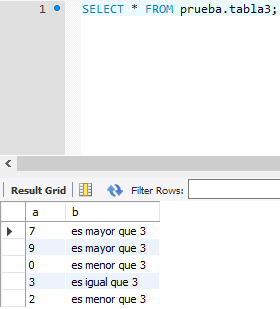 1 SELECT * FROM prueba.tabla3;
Result Grid Filter Rows:
a b
7 es mayor que 3
9 es mayor que 3
0 es menor que 3
3 es igual que 3
2 es menor que 3